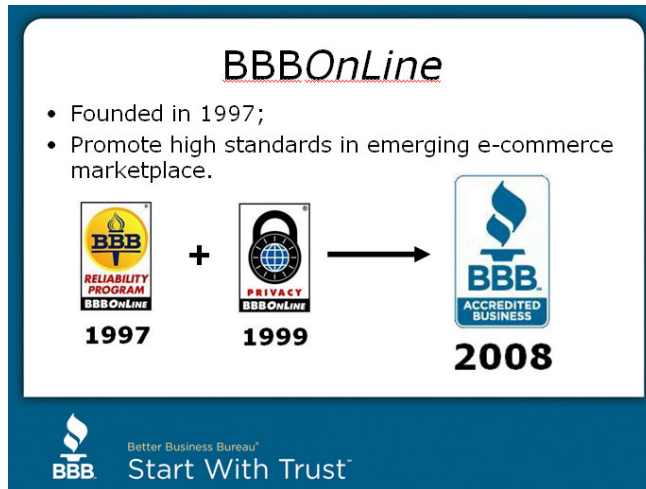 BBBOnLine
• Founded in 1997;
• Promote high standards in emerging e-commerce
marketplace.
BBB
RELIABILITY
PROGRAM
BBBONLINE
1997
+
®
PRIVACY
BBBONLINE
1999
BBB
ACCREDITED
BUSINESS
2008
BBB
Better Business Bureau®
Start With Trust